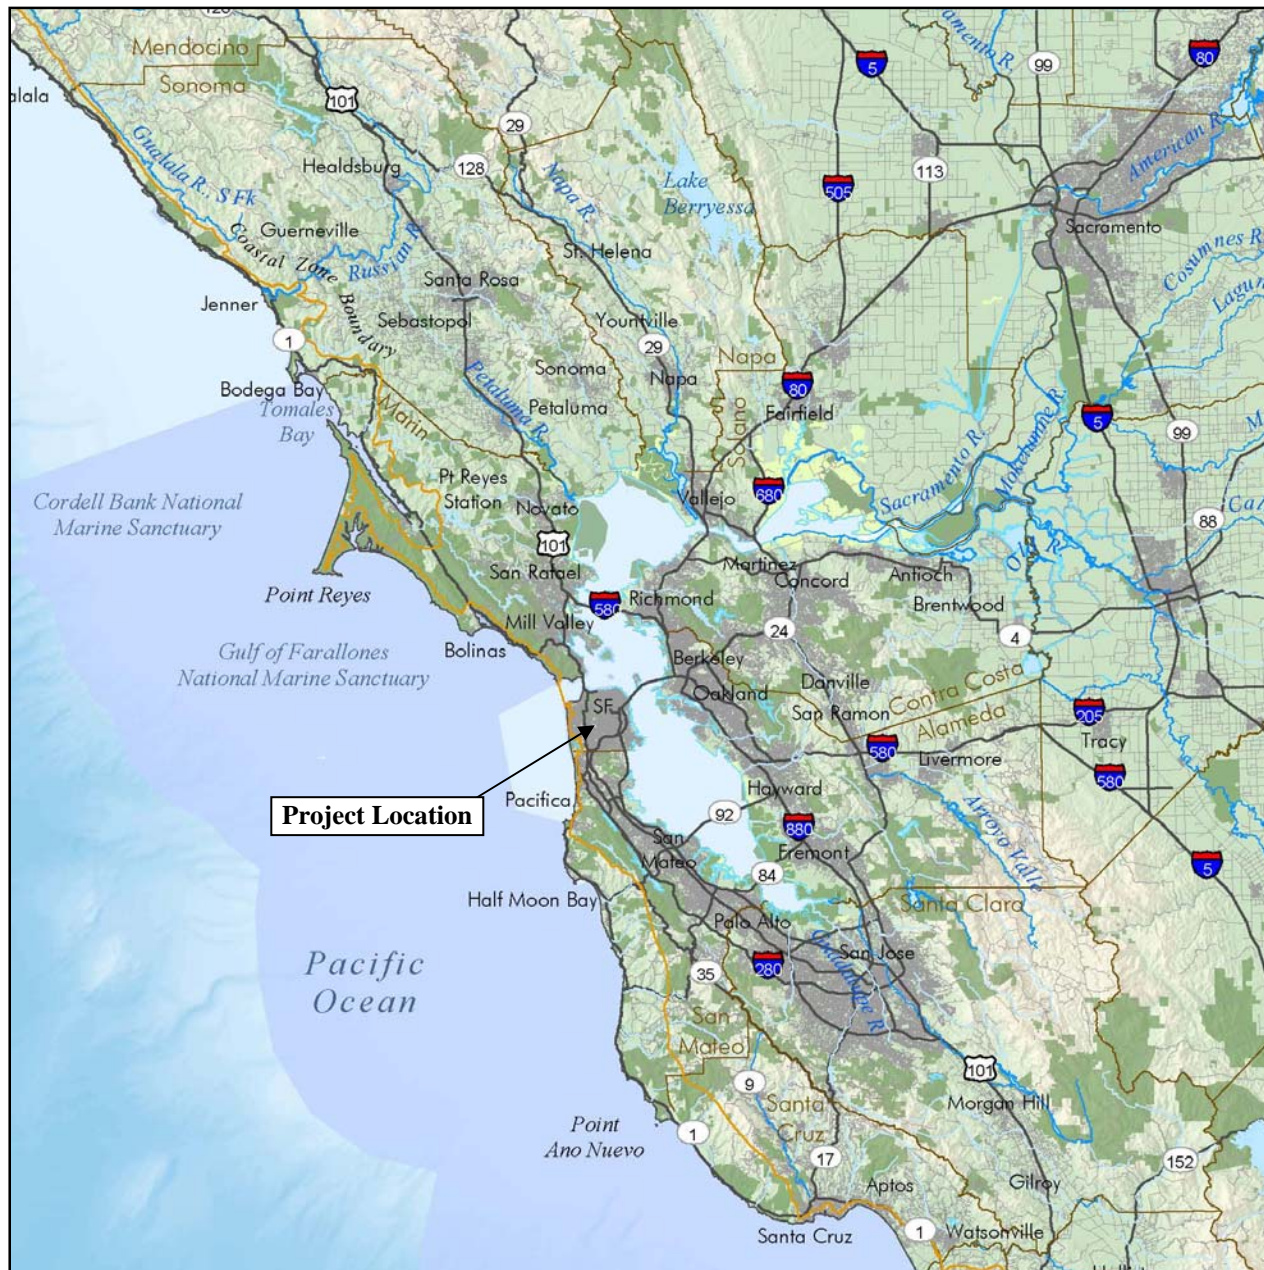 128
Mendocino
Sonoma
alala
101
5
99
80
29
Healdsburg
128
Gualala R., S Fk
Napa R.
Lake
Berryessa
505
113
American R.
Sacramento
Guerneville
Coastal Zone Boundary
Russian R.
St. Helena
Santa Rosa
Cosumnes R.
Jenner
Sebastopol
Yountville
1
29
Napa
Napa
Sonoma
Solano
80
Bodega Bay
Tomales
Bay
Marin
Petaluma R.
Petaluma
Fairfield
5
99
Mokelumne R.
Sacramento R.
Pt Reyes
Station
Novato
Vallejo
680
Cordell Bank National
Marine Sanctuary
88
101
San Rafael
Martinez
Concord
Antioch
Old R.
Point Reyes
580
Richmond
Brentwood
Mill Valley
24
4
Bolinas
Gulf of Farallones
National Marine Sanctuary
Berkeley
Oakland
Danville
San Ramon
Contra Costa
Alameda
SF
205
Tracy
580
Livermore
580
Project Location
Pacifica
Hayward
92
880
Fremont
San
Mateo
Arroyo Valle
84
5
Half Moon Bay
Santa Clara
Palo Alto
Guadalupe R.
San Jose
280
35
Pacific
Ocean
San
Mateo
101
9
Morgan Hill
Santa
Cruz
Point
Ano Nuevo
1
17
152
Aptos
Gilroy
Santa Cruz
1
Watsonville